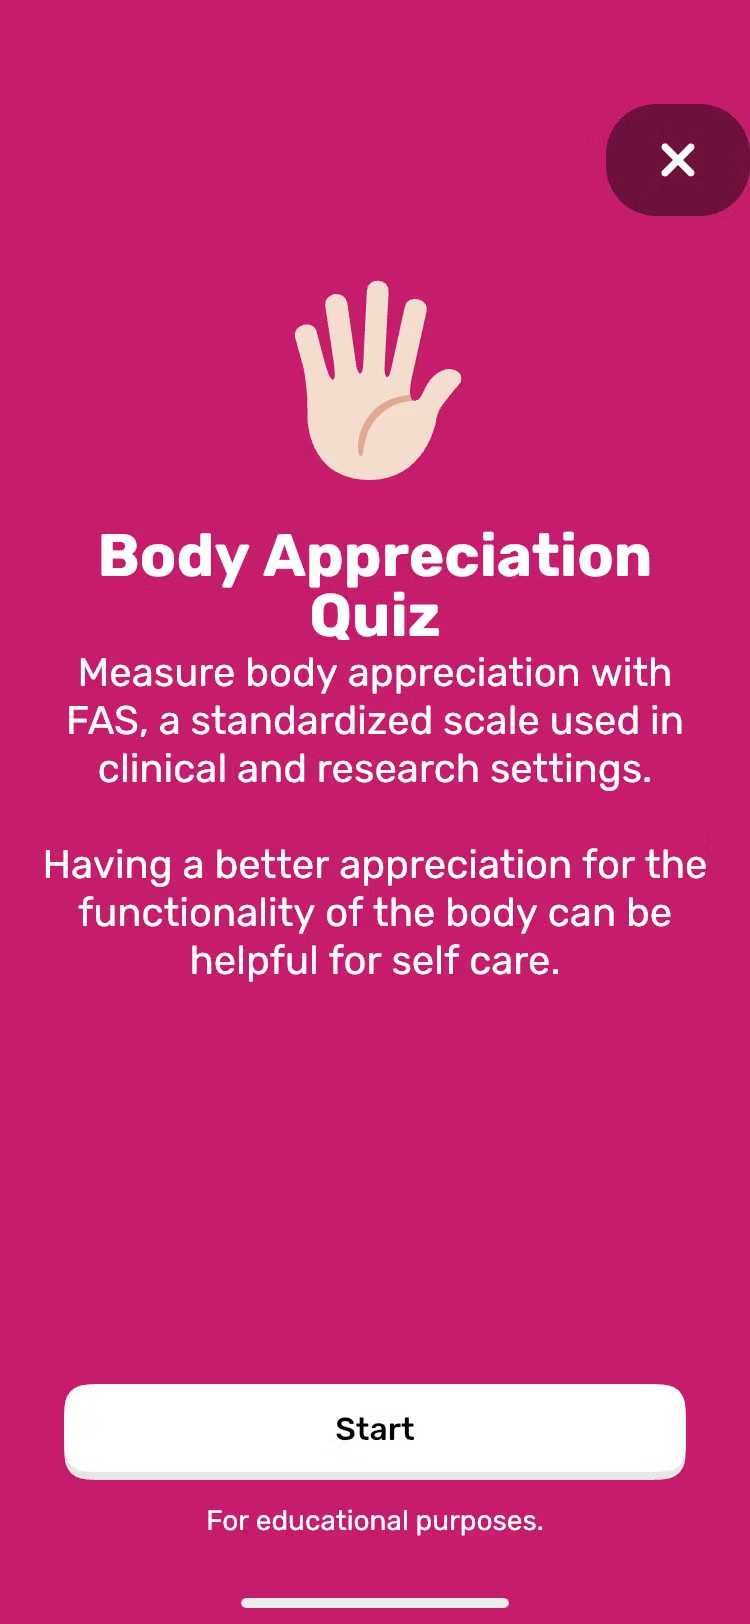 Body Appreciation
Quiz
Measure body appreciation with
FAS, a standardized scale used in
clinical and research settings.
Having a better appreciation for the
functionality of the body can be
helpful for self care.
Start
For educational purposes.